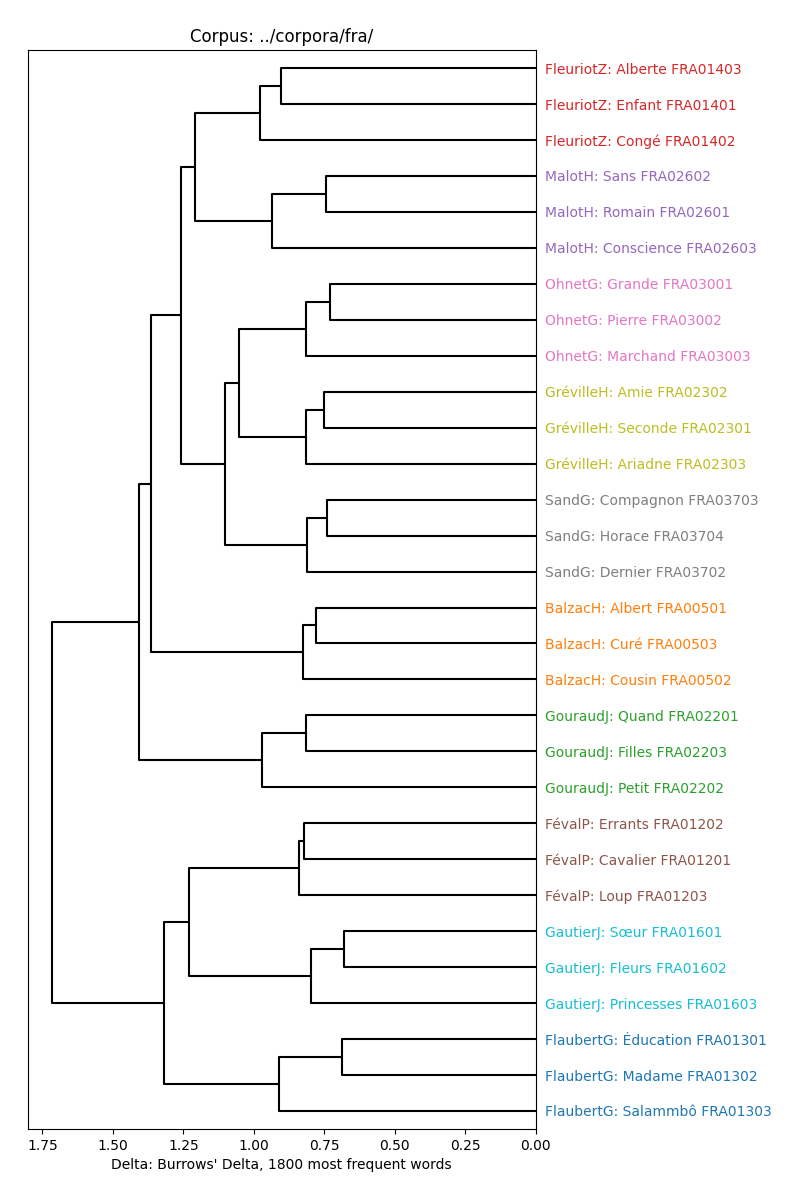 Corpus: ../corpora/fra/
FleuriotZ: Alberte FRA01403
FleuriotZ: Enfant FRA01401
FleuriotZ: Congé FRA01402
MalotH: Sans FRA02602
MalotH: Romain FRA02601
MalotH: Conscience FRA02603
OhnetG: Grande FRA03001
OhnetG: Pierre FRA03002
OhnetG: Marchand FRA03003
GrévilleH: Amie FRA02302
GrévilleH: Seconde FRA02301
GrévilleH: Ariadne FRA02303
SandG: Compagnon FRA03703
SandG: Horace FRA03704
SandG: Dernier FRA03702
BalzacH: Albert FRA00501
BalzacH: Curé FRA00503
BalzacH: Cousin FRA00502
GouraudJ: Quand FRA02201
GouraudJ: Filles FRA02203
GouraudJ: Petit FRA02202
FévalP: Errants FRA01202
FévalP: Cavalier FRA01201
FévalP: Loup FRA01203
GautierJ: Sœur FRA01601
GautierJ: Fleurs FRA01602
GautierJ: Princesses FRA01603
FlaubertG: Éducation FRA01301
FlaubertG: Madame FRA01302
FlaubertG: Salammbô FRA01303
1.75 1.50 1.25 1.00 0.75 0.50 0.25 0.00
Delta: Burrows' Delta, 1800 most frequent words